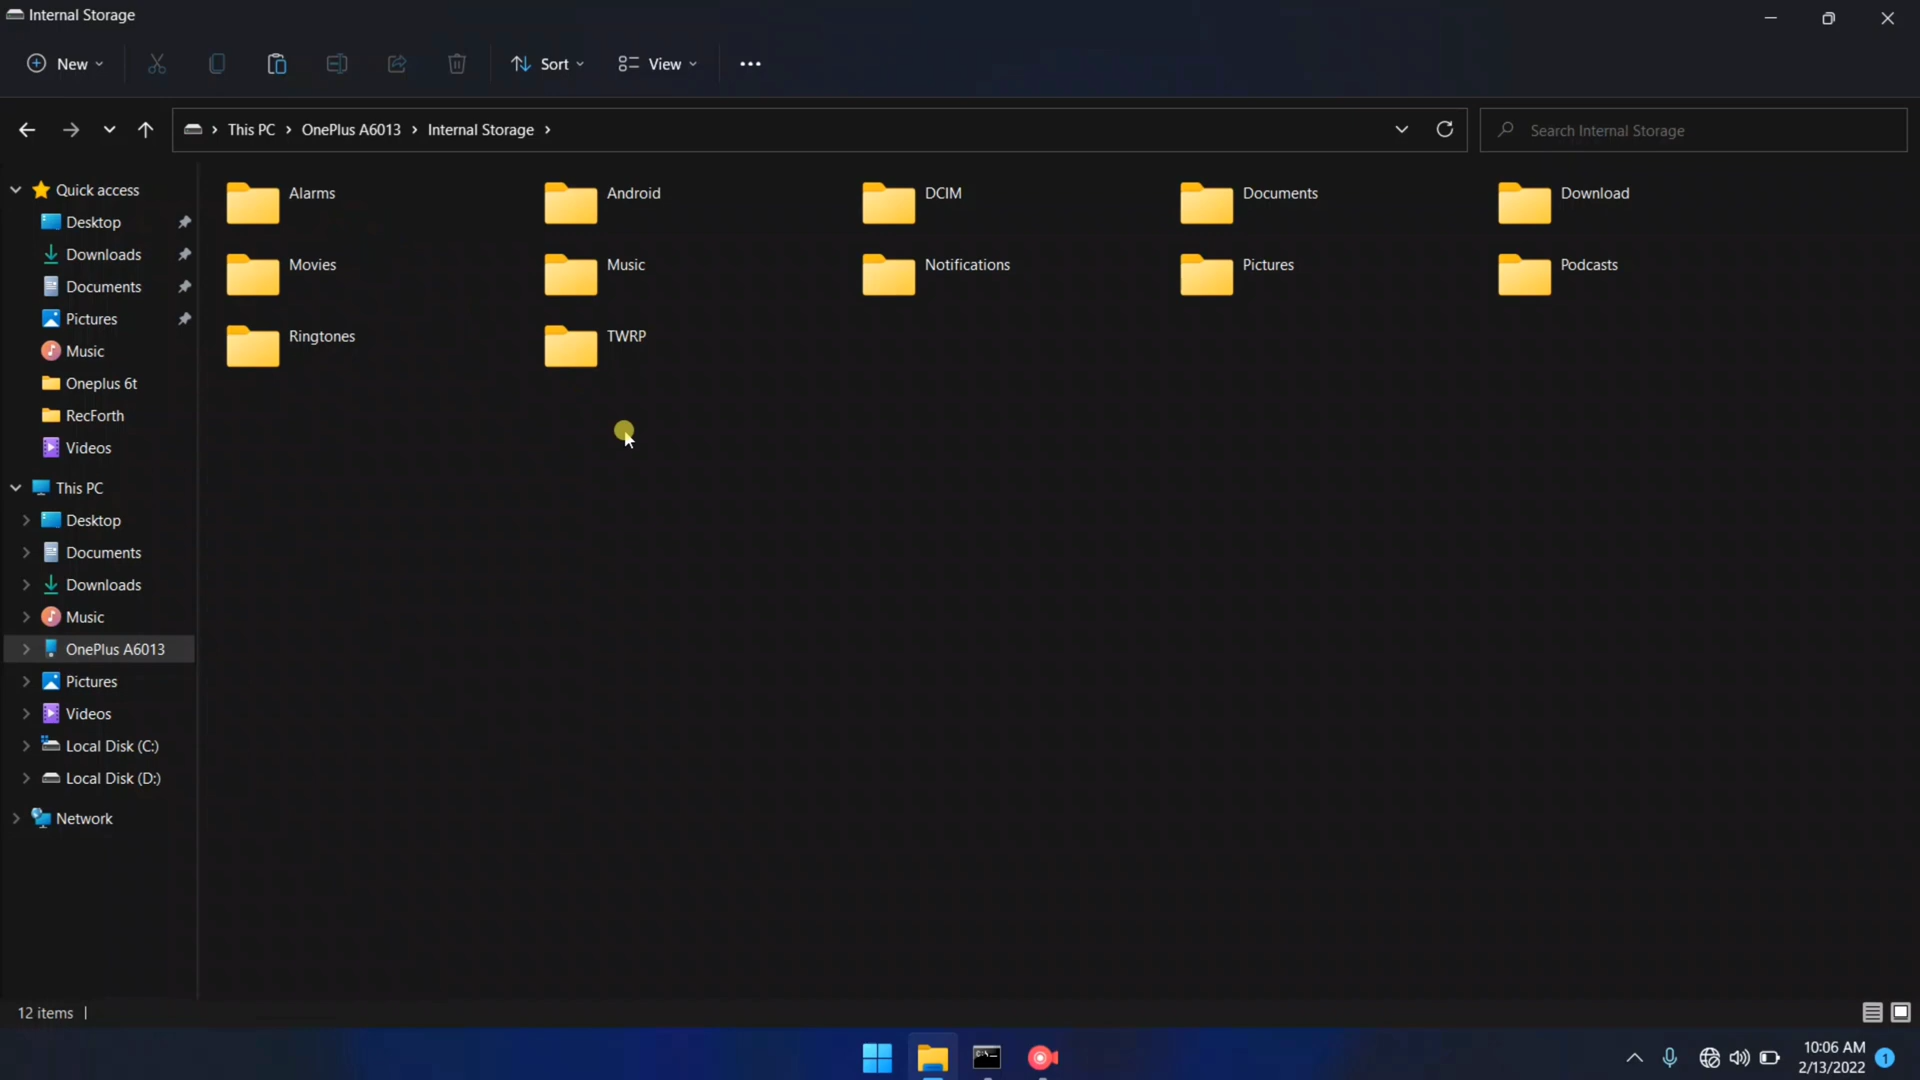 Internal Storage
New
Sort
View
This PC
OnePlus A6013
Internal Storage
Search Internal Storage
Quick access
Desktop
Downloads
Documents
Pictures
Music
Oneplus 6t
RecForth
Videos
This PC
Desktop
Documents
Downloads
Music
OnePlus A6013
Pictures
Videos
Local Disk (C:)
Local Disk (D:)
Network
Alarms
Android
DCIM
Documents
Download
Movies
Music
Notifications
Pictures
Podcasts
Ringtones
TWRP
12 items
10:06 AM
2/13/2022
1